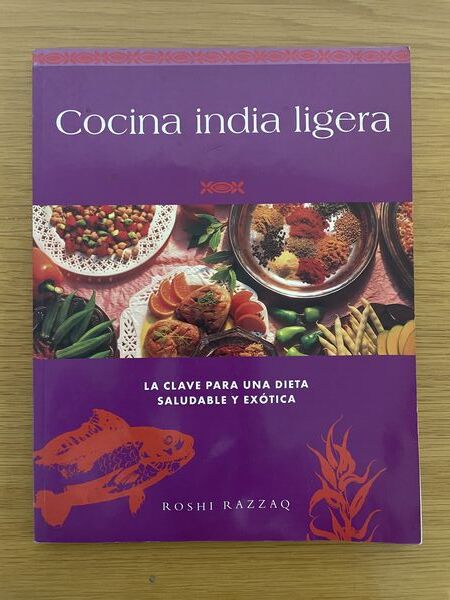 Cocina india ligera
LA CLAVE PARA UNA DIETA
SALUDABLE Y EXÓTICA
ROSHI RAZZAQ